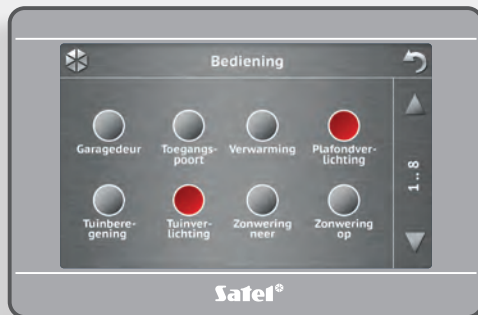 Bediening
Garagedeur
Toegangs-
poort
Verwarming
Plafondver-
lichting
1..8
Tuinbere-
gening
Tuinver-
lichting
Zonwering
neer
Zonwering
op
Satel